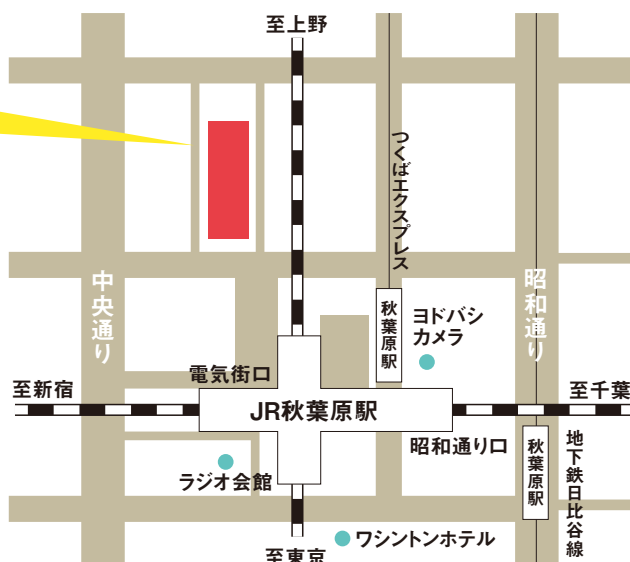 至上野
つくばエクスプレス
中央通り
昭和通り
秋葉原駅
ヨドバシ
カメラ
電気街口
至新宿
至千葉
JR秋葉原駅
昭和通り口
秋葉原駅
地下鉄日比谷線
ラジオ会館
ワシントンホテル
至東京